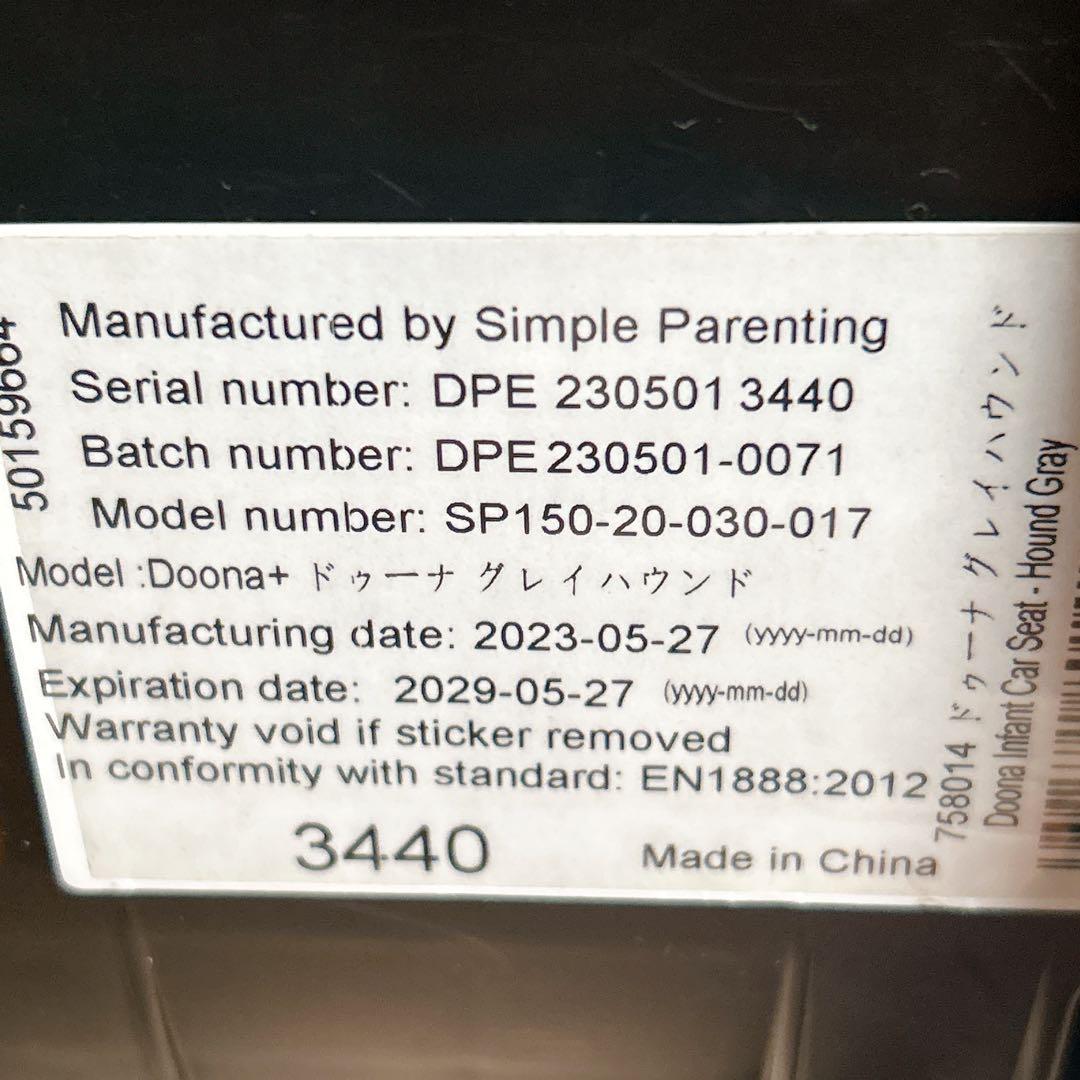 Manufactured by Simple Parenting
Serial number: DPE 230501 3440
Batch number: DPE 230501-0071
Model number: SP150-20-030-017
Model :Doona+ ドゥーナ グレイハウンド
Manufacturing date: 2023-05-27 (yyyy-mm-dd)
Expiration date: 2029-05-27 (yyyy-mm-dd)
Warranty void if sticker removed
In conformity with standard: EN1888:2012
3440 Made in China
50159664
758014 ドゥーナ グレイハウンド
Doona Infant Car Seat - Hound Gray